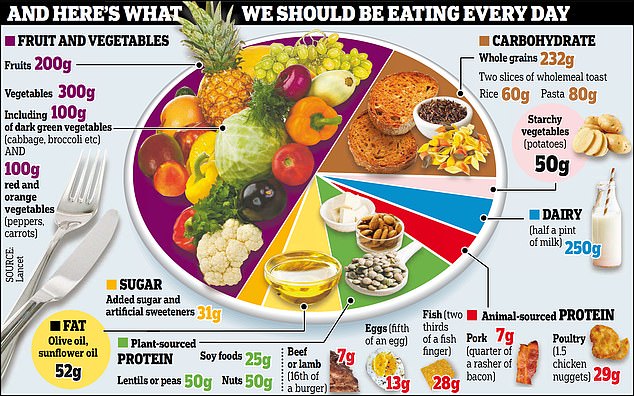 AND HERE'S WHAT WE SHOULD BE EATING EVERY DAY
FRUIT AND VEGETABLES
Fruits 200g
Vegetables 300g
Including 100g
of dark green vegetables
(cabbage, broccoli etc)
AND
100g
red and
orange
vegetables
(peppers,
carrots)
SOURCE:
Lancet
CARBOHYDRATE
Whole grains 232g
Two slices of wholemeal toast
Rice 60g Pasta 80g
Starchy
vegetables
(potatoes)
50g
DAIRY
(half a pint
of milk) 250g
SUGAR
Added sugar and
artificial sweeteners 31g
FAT
Olive oil,
sunflower oil
52g
Plant-sourced
PROTEIN
Soy foods 25g
Lentils or peas 50g Nuts 50g
Animal-sourced PROTEIN
Beef
or lamb
(16th of
a burger)
7g
Eggs (fifth
of an egg)
13g
Fish (two
thirds
of a fish
finger)
28g
Pork 7g
(quarter of
a rasher of
bacon)
Poultry
(1.5
chicken
nuggets) 29g